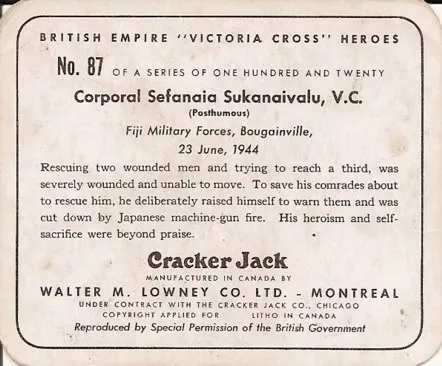 BRITISH EMPIRE "VICTORIA CROSS" HEROES
No. 87 OF A SERIES OF ONE HUNDRED AND TWENTY
Corporal Sefanaia Sukanaivalu, V.C.
(Posthumous)
Fiji Military Forces, Bougainville,
23 June, 1944
Rescuing two wounded men and trying to reach a third, was
severely wounded and unable to move. To save his comrades about
to rescue him, he deliberately raised himself to warn them and was
cut down by Japanese machine-gun fire. His heroism and self-
sacrifice were beyond praise.
Cracker Jack
MANUFACTURED IN CANADA BY
WALTER M. LOWNEY CO. LTD. - MONTREAL
UNDER CONTRACT WITH THE CRACKER JACK CO., CHICAGO
COPYRIGHT APPLIED FOR LITHO IN CANADA
Reproduced by Special Permission of the British Government